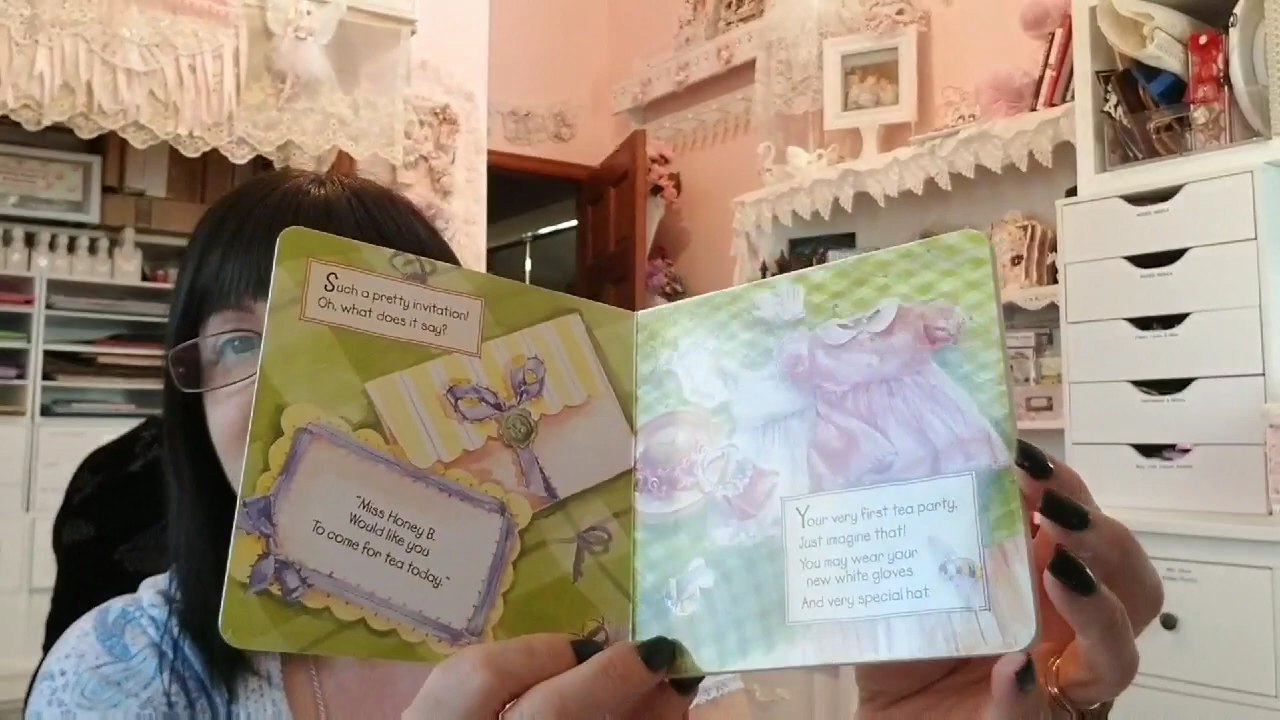 Such a pretty invitation!
Oh, what does it say?
"Miss Honey B.
Would like you
To come for tea today."
Your very first tea party,
Just imagine that!
You may wear your
new white gloves
And very special hat